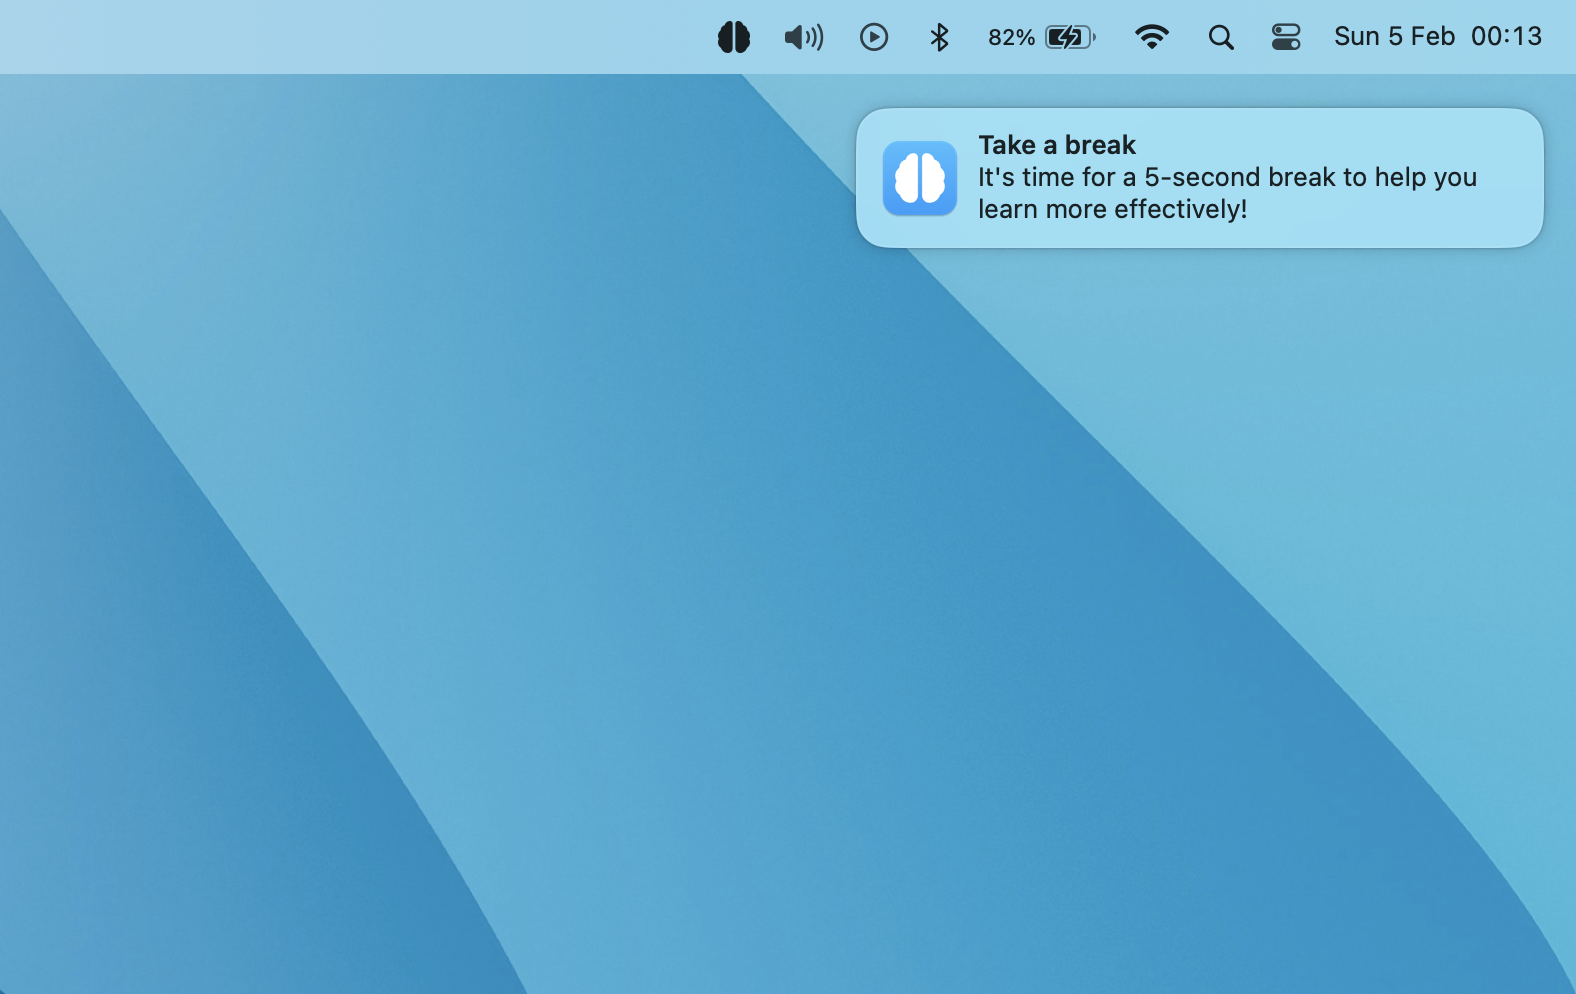 82% Sun 5 Feb 00:13
Take a break
It's time for a 5-second break to help you
learn more effectively!